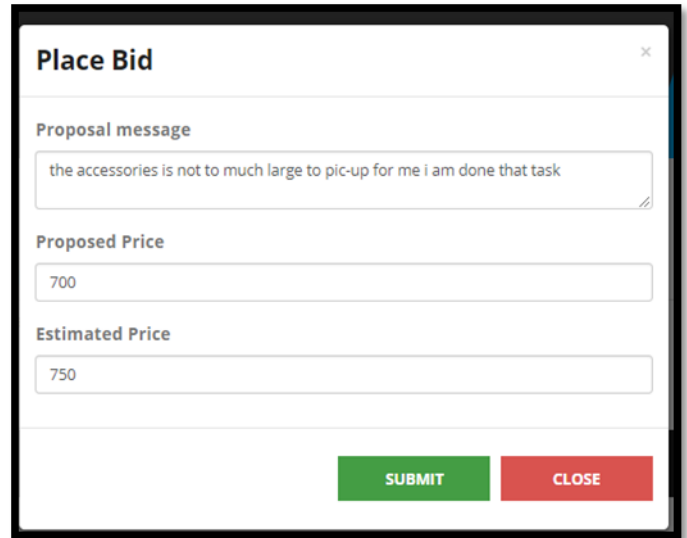 Place Bid
×
Proposal message
the accessories is not to much large to pic-up for me i am done that task
Proposed Price
700
Estimated Price
750
SUBMIT
CLOSE